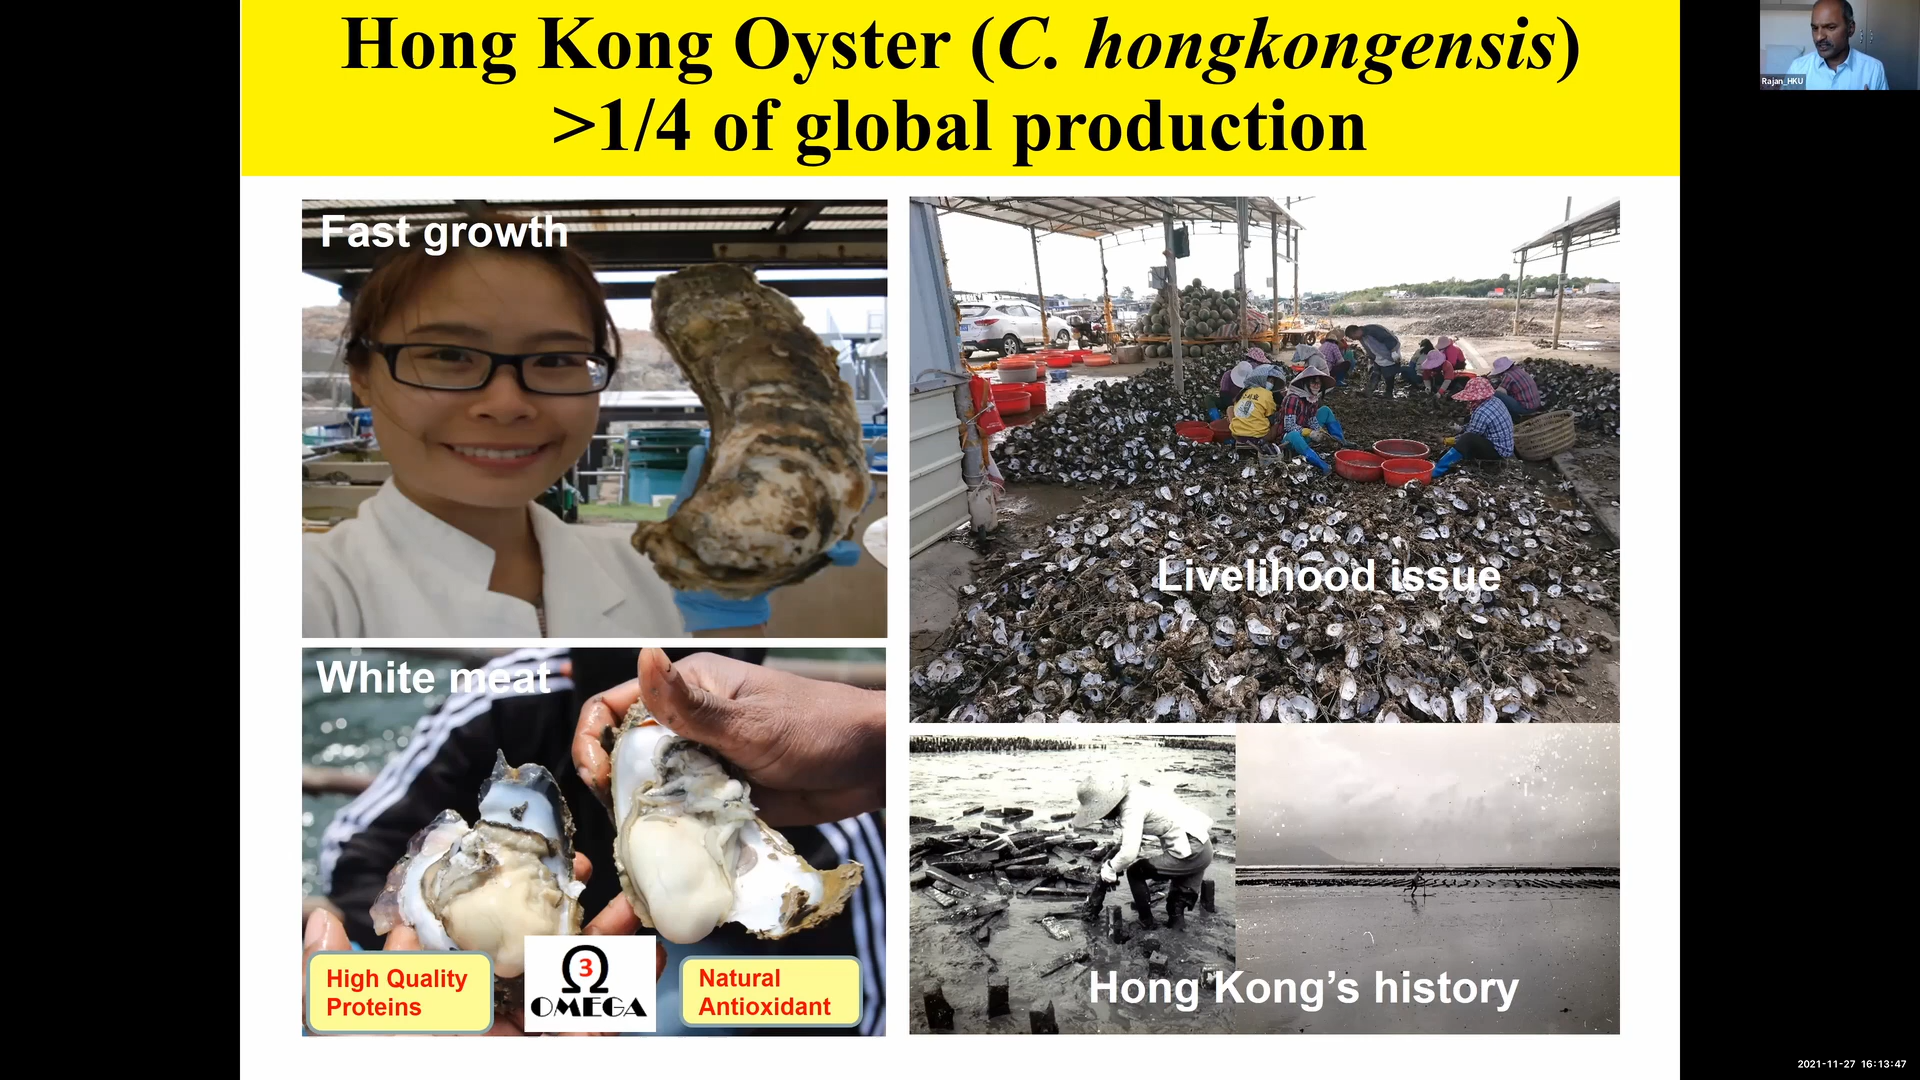 Hong Kong Oyster (C. hongkongensis)
>1/4 of global production
Rajan_HKU
Fast growth
Livelihood issue
White meat
High Quality
Proteins
3
OMEGA
Natural
Antioxidant
Hong Kong’s history
2021-11-27 16:13:47